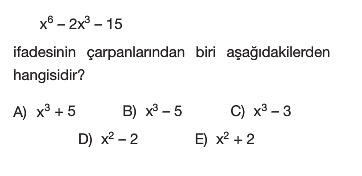 x⁶ – 2x³ – 15
ifadesinin çarpanlarından biri aşağıdakilerden
hangisidir?
A) x³ + 5 B) x³ – 5 C) x³ – 3
D) x² – 2 E) x² + 2